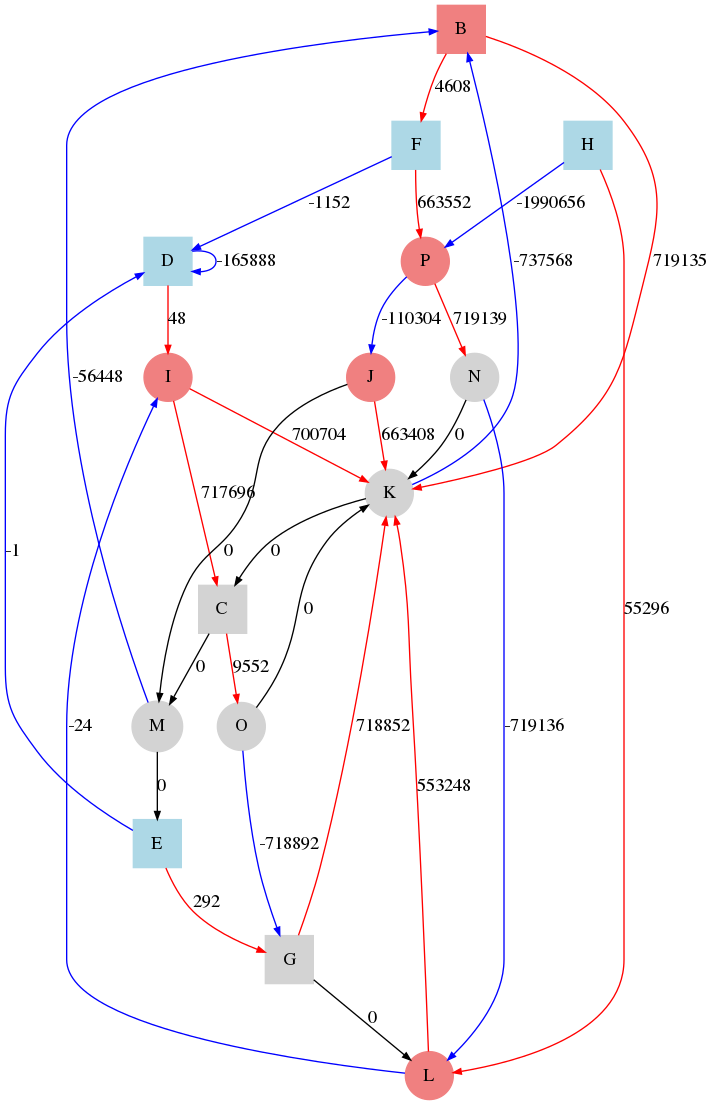 B
4608
F
H
-1152
663552
-1990656
D
-165888
P
-737568
719135
48
-110304
719139
I
J
N
-56448
700704
663408
0
K
717696
-1
0
0
55296
C
0
0
9552
M
O
-24
718852
-719136
0
553248
E
-718892
292
G
0
L